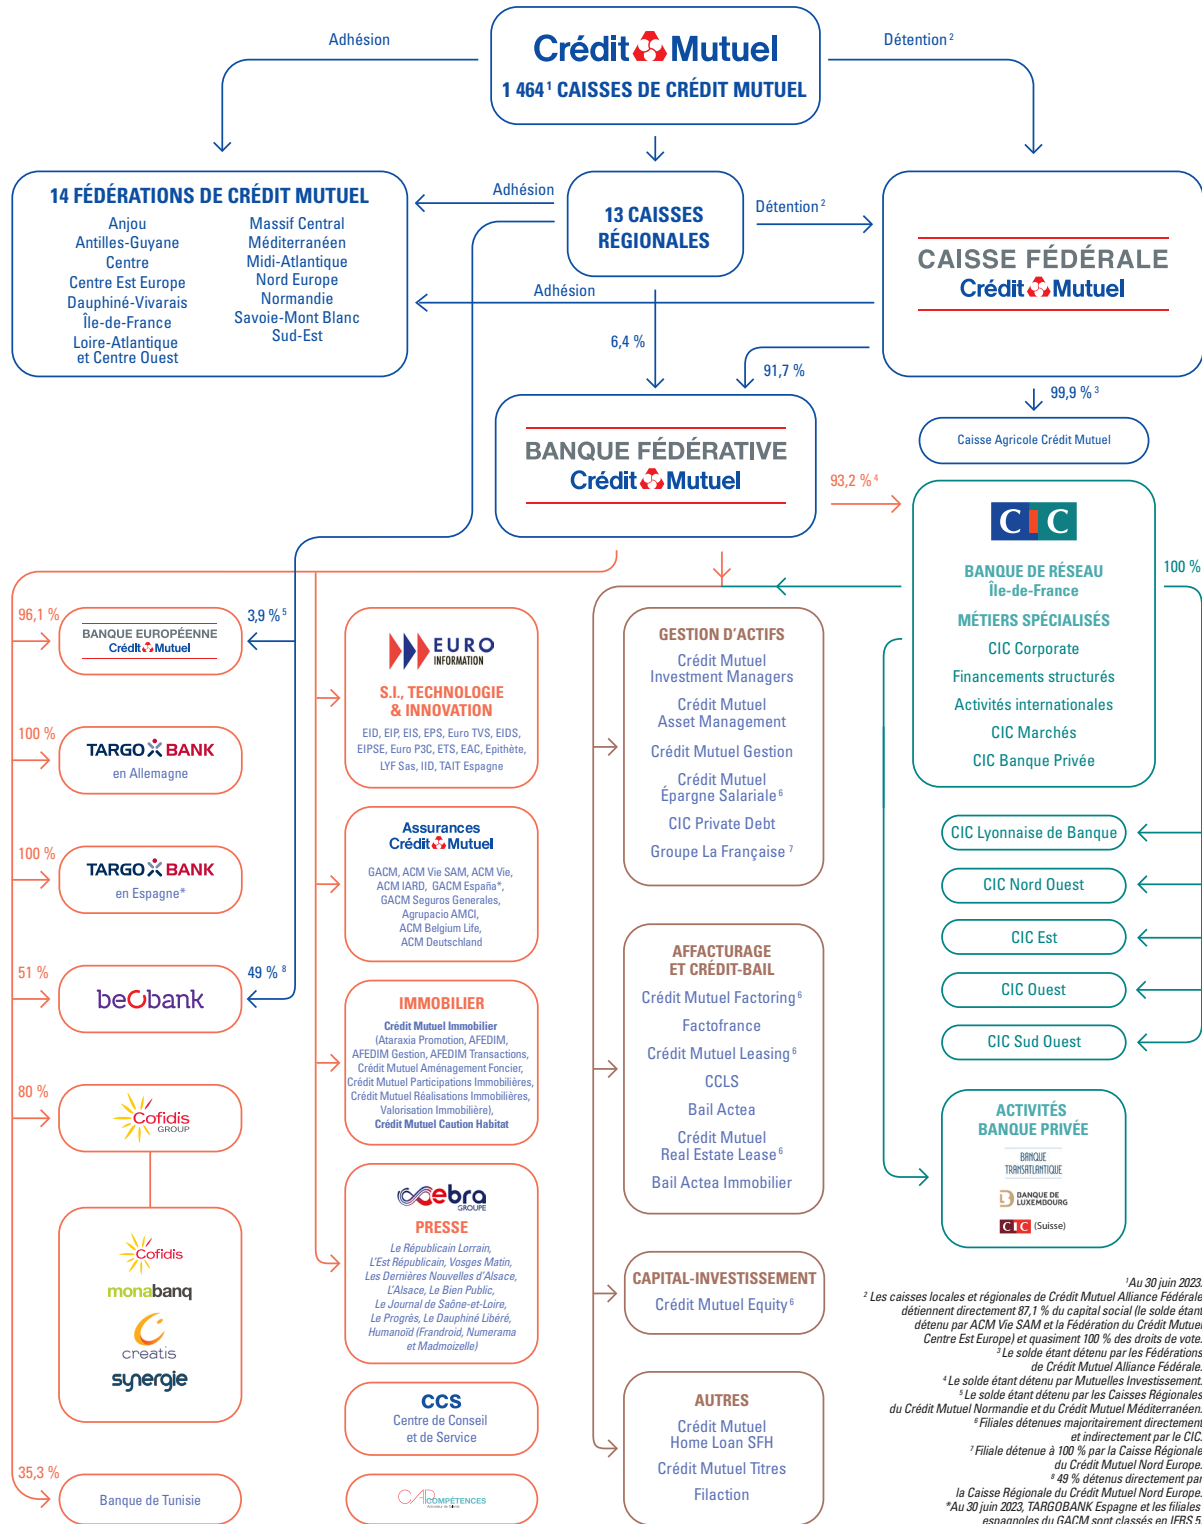 Adhésion
Crédit Mutuel
1 464¹ CAISSES DE CRÉDIT MUTUEL
Détention²
14 FÉDÉRATIONS DE CRÉDIT MUTUEL
Anjou
Antilles-Guyane
Centre
Centre Est Europe
Dauphiné-Vivarais
Île-de-France
Loire-Atlantique
et Centre Ouest
Massif Central
Méditerranéen
Midi-Atlantique
Nord Europe
Normandie
Savoie-Mont Blanc
Sud-Est
Adhésion
13 CAISSES
RÉGIONALES
Détention²
Adhésion
CAISSE FÉDÉRALE
Crédit Mutuel
6,4 %
91,7 %
99,9 %³
Caisse Agricole Crédit Mutuel
BANQUE FÉDÉRATIVE
Crédit Mutuel
93,2 %⁴
CIC
BANQUE DE RÉSEAU
Île-de-France
MÉTIERS SPÉCIALISÉS
CIC Corporate
Financements structurés
Activités internationales
CIC Marchés
CIC Banque Privée
100 %
CIC Lyonnaise de Banque
CIC Nord Ouest
CIC Est
CIC Ouest
CIC Sud Ouest
ACTIVITÉS
BANQUE PRIVÉE
BANQUE
TRANSATLANTIQUE
BANQUE DE
LUXEMBOURG
CIC (Suisse)
96,1 %
BANQUE EUROPÉENNE
Crédit Mutuel
3,9 %⁵
100 %
TARGO BANK
en Allemagne
100 %
TARGO BANK
en Espagne*
51 %
beobank
49 %⁸
80 %
Cofidis
GROUP
Cofidis
monabanq
creatis
synergie
35,3 %
Banque de Tunisie
EURO
INFORMATION
S.I., TECHNOLOGIE
& INNOVATION
EID, EIP, EIS, EPS, Euro TVS, EIDS,
EIPSE, Euro P3C, ETS, EAC, Epithète,
LYF Sas, IID, TAIT Espagne
Assurances
Crédit Mutuel
GACM, ACM Vie SAM, ACM Vie,
ACM IARD, GACM España*,
GACM Seguros Generales,
Agrupacio AMCI,
ACM Belgium Life,
ACM Deutschland
IMMOBILIER
Crédit Mutuel Immobilier
(Ataraxia Promotion, AFEDIM,
AFEDIM Gestion, AFEDIM Transactions,
Crédit Mutuel Aménagement Foncier,
Crédit Mutuel Participations Immobilières,
Crédit Mutuel Réalisations Immobilières,
Valorisation Immobilière),
Crédit Mutuel Caution Habitat
ebra
GROUPE
PRESSE
Le Républicain Lorrain,
L'Est Républicain, Vosges Matin,
Les Dernières Nouvelles d'Alsace,
L'Alsace, Le Bien Public,
Le Journal de Saône-et-Loire,
Le Progrès, Le Dauphiné Libéré,
Humanoïd (Frandroid, Numerama
et Madmoizelle)
CCS
Centre de Conseil
et de Service
CAP COMPÉTENCES
GESTION D'ACTIFS
Crédit Mutuel
Investment Managers
Crédit Mutuel
Asset Management
Crédit Mutuel Gestion
Crédit Mutuel
Épargne Salariale⁶
CIC Private Debt
Groupe La Française⁷
AFFACTURAGE
ET CRÉDIT-BAIL
Crédit Mutuel Factoring⁶
Factofrance
Crédit Mutuel Leasing⁶
CCLS
Bail Actea
Crédit Mutuel
Real Estate Lease⁶
Bail Actea Immobilier
CAPITAL-INVESTISSEMENT
Crédit Mutuel Equity⁶
AUTRES
Crédit Mutuel
Home Loan SFH
Crédit Mutuel Titres
Filaction
¹Au 30 juin 2023.
² Les caisses locales et régionales de Crédit Mutuel Alliance Fédérale
détiennent directement 87,1 % du capital social (le solde étant
détenu par ACM Vie SAM et la Fédération du Crédit Mutuel
Centre Est Europe) et quasiment 100 % des droits de vote.
³ Le solde étant détenu par les Fédérations
de Crédit Mutuel Alliance Fédérale.
⁴ Le solde étant détenu par Mutuelles Investissement.
⁵ Le solde étant détenu par les Caisses Régionales
du Crédit Mutuel Normandie et du Crédit Mutuel Méditerranéen.
⁶ Filiales détenues majoritairement directement
et indirectement par le CIC.
⁷ Filiale détenue à 100 % par la Caisse Régionale
du Crédit Mutuel Nord Europe.
⁸ 49 % détenus directement par
la Caisse Régionale du Crédit Mutuel Nord Europe.
*Au 30 juin 2023, TARGOBANK Espagne et les filiales
espagnoles du GACM sont classés en IFRS 5.